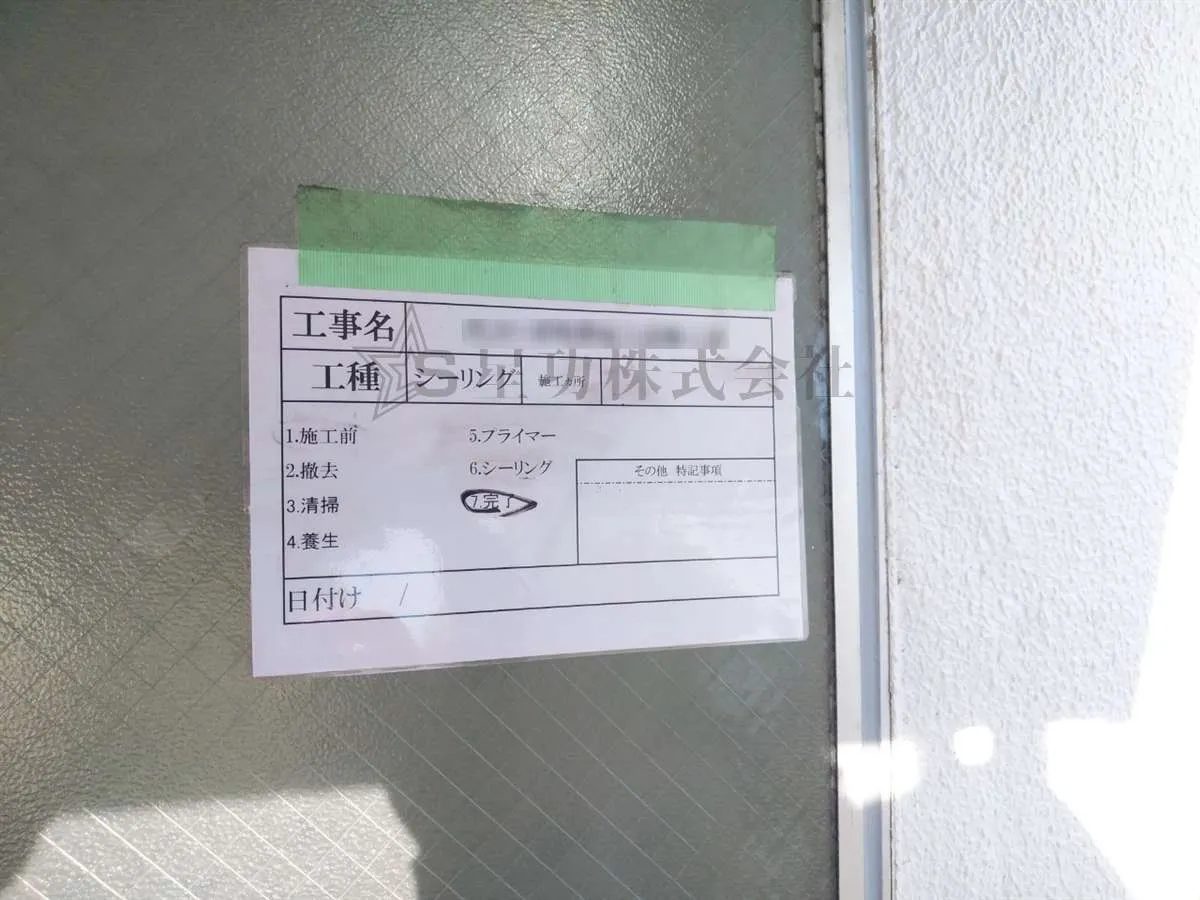 工事名
工種 シーリング 施工ヵ所
S星功株式会社
1.施工前 5.プライマー
2.撤去 6.シーリング
その他 特記事項
3.清掃 7.完了
4.養生
日付け /